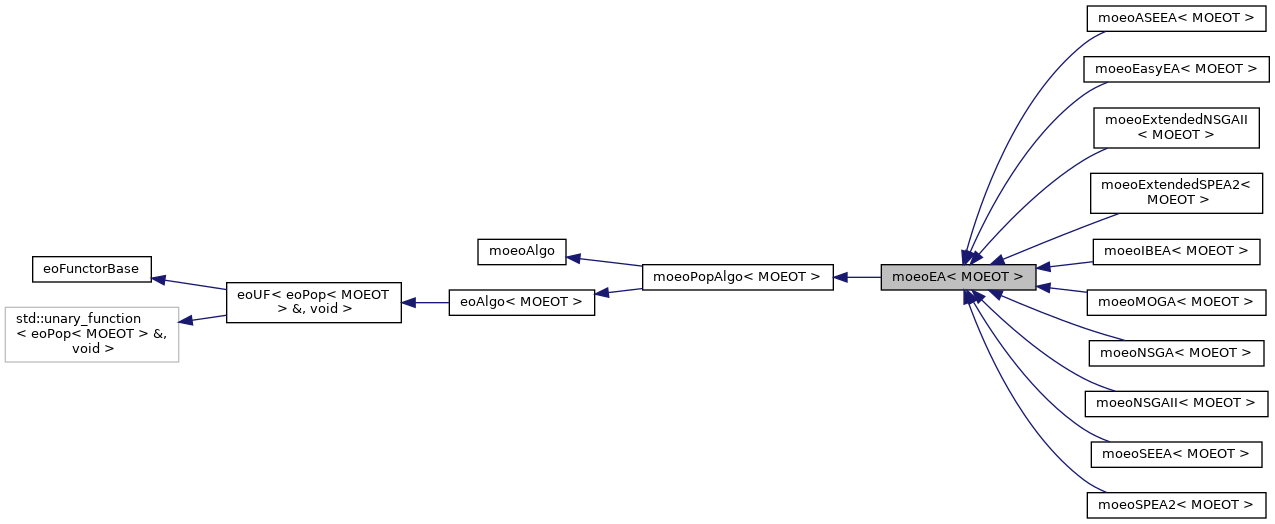 eoFunctorBase
std::unary_function
< eoPop< MOEOT > &,
void >
eoUF< eoPop< MOEOT
> &, void >
moeoAlgo
eoAlgo< MOEOT >
moeoPopAlgo< MOEOT >
moeoEA< MOEOT >
moeoASEEA< MOEOT >
moeoEasyEA< MOEOT >
moeoExtendedNSGAII
< MOEOT >
moeoExtendedSPEA2<
MOEOT >
moeoIBEA< MOEOT >
moeoMOGA< MOEOT >
moeoNSGA< MOEOT >
moeoNSGAII< MOEOT >
moeoSEEA< MOEOT >
moeoSPEA2< MOEOT >